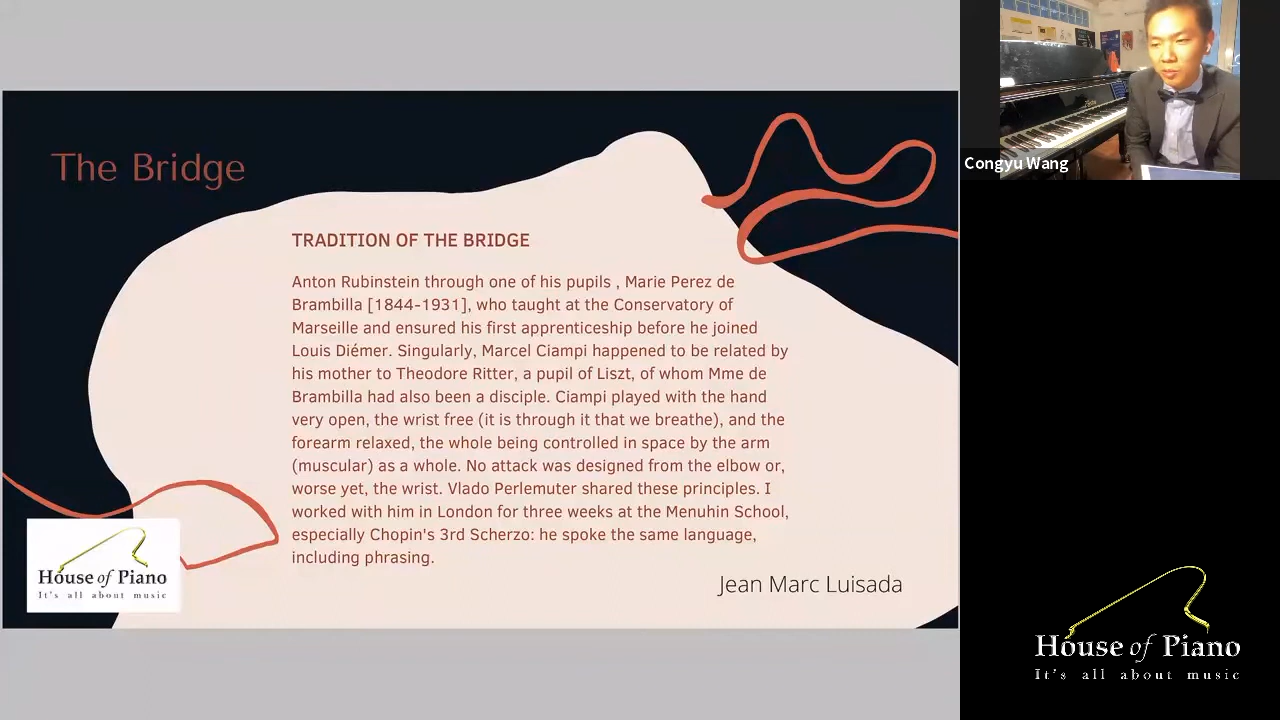 The Bridge
TRADITION OF THE BRIDGE
Anton Rubinstein through one of his pupils , Marie Perez de
Brambilla [1844-1931], who taught at the Conservatory of
Marseille and ensured his first apprenticeship before he joined
Louis Diémer. Singularly, Marcel Ciampi happened to be related by
his mother to Theodore Ritter, a pupil of Liszt, of whom Mme de
Brambilla had also been a disciple. Ciampi played with the hand
very open, the wrist free (it is through it that we breathe), and the
forearm relaxed, the whole being controlled in space by the arm
(muscular) as a whole. No attack was designed from the elbow or,
worse yet, the wrist. Vlado Perlemuter shared these principles. I
worked with him in London for three weeks at the Menuhin School,
especially Chopin's 3rd Scherzo: he spoke the same language,
including phrasing.
Jean Marc Luisada
House of Piano
It's all about music
Congyu Wang
House of Piano
It's all about music